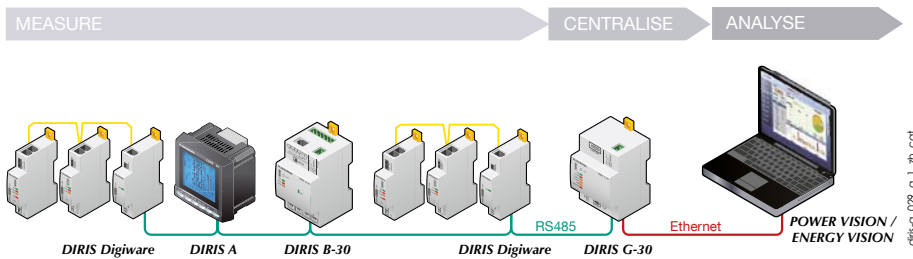 MEASURE
CENTRALISE
ANALYSE
RS485
Ethernet
DIRIS Digiware
DIRIS A
DIRIS B-30
DIRIS Digiware
DIRIS G-30
POWER VISION /
ENERGY VISION